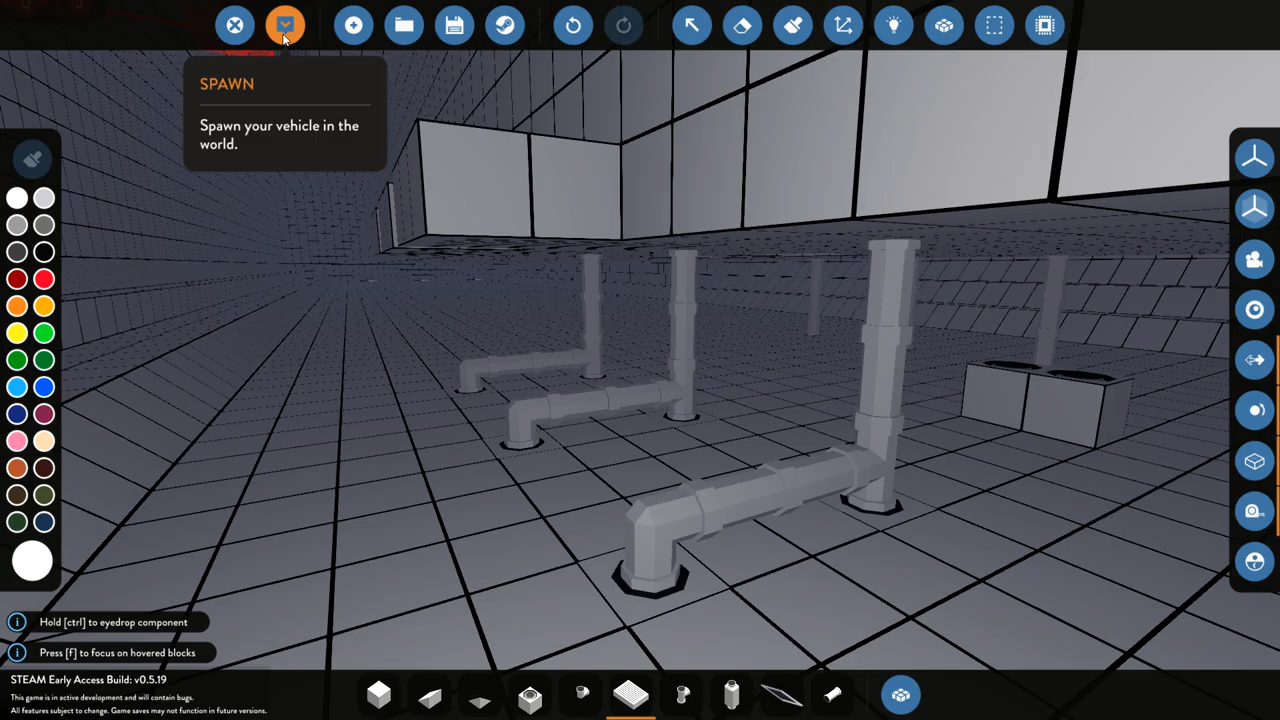 SPAWN
Spawn your vehicle in the
world.
Hold [ctrl] to eyedrop component
Press [f] to focus on hovered blocks
STEAM Early Access Build: v0.5.19
This game is in active development and will contain bugs.
All features subject to change. Game saves may not function in future versions.